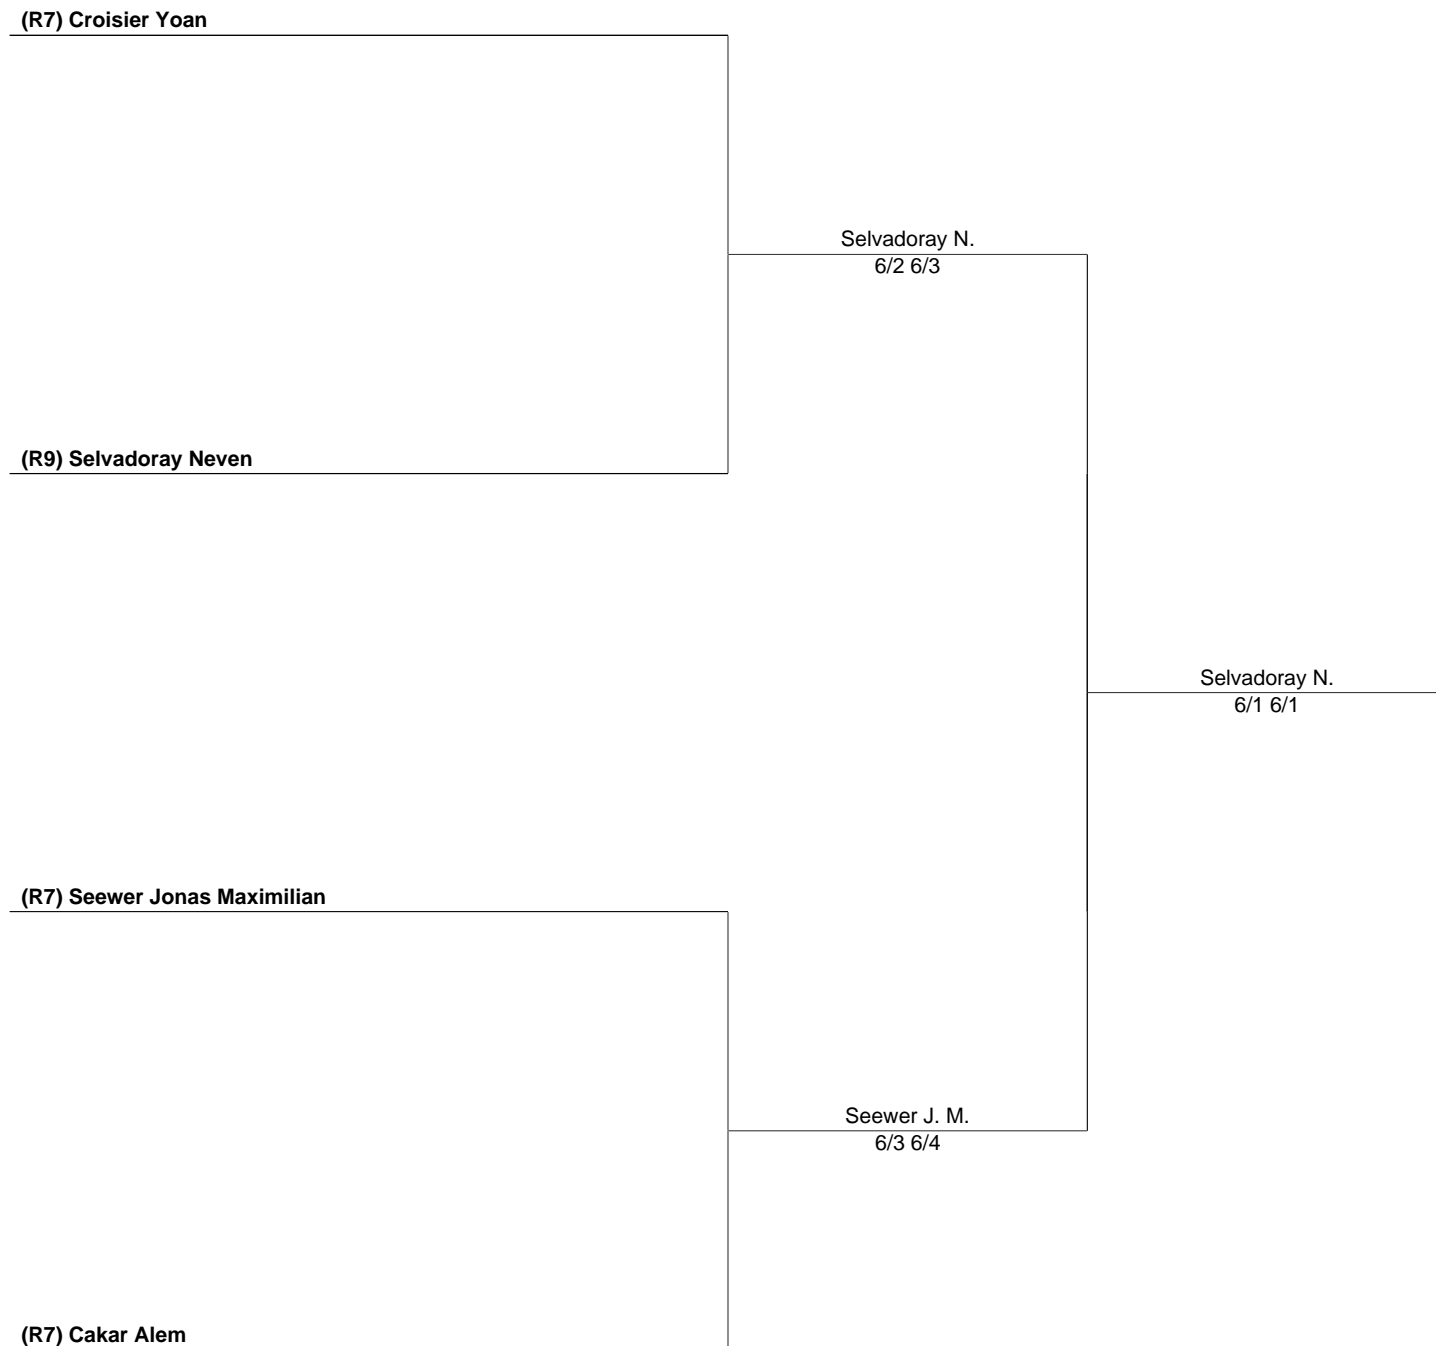 (R7) Croisier Yoan
Selvadoray N.
6/2 6/3
(R9) Selvadoray Neven
Selvadoray N.
6/1 6/1
(R7) Seewer Jonas Maximilian
Seewer J. M.
6/3 6/4
(R7) Cakar Alem